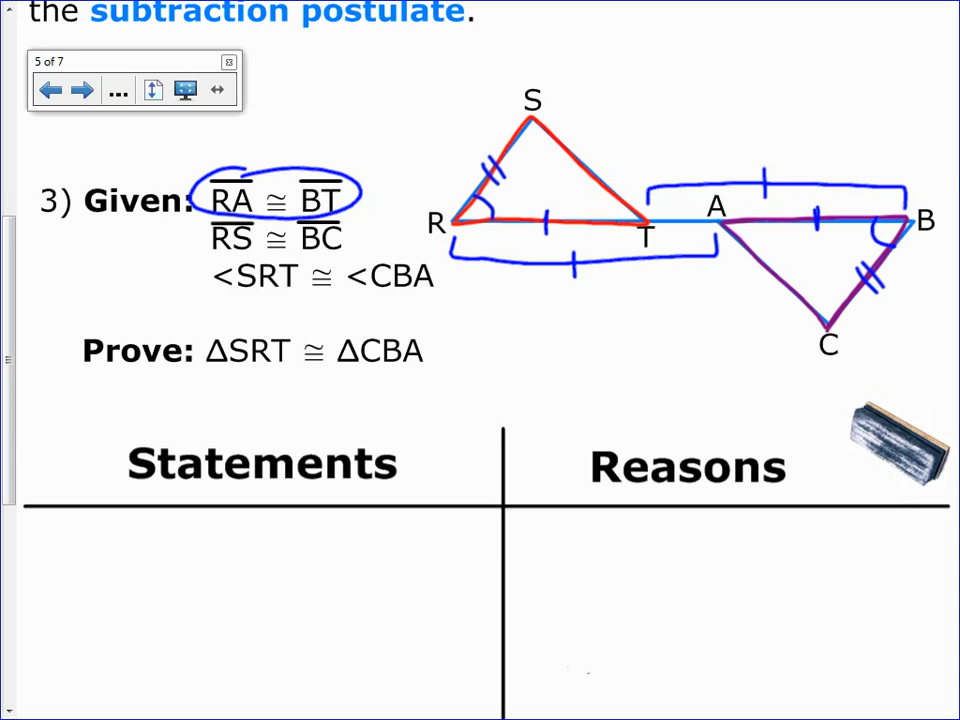 the subtraction postulate.
5 of 7
...
S
3) Given: RA ≅ BT
RS ≅ BC
<SRT ≅ <CBA
R
T
A
B
C
Prove: ΔSRT ≅ ΔCBA
Statements
Reasons